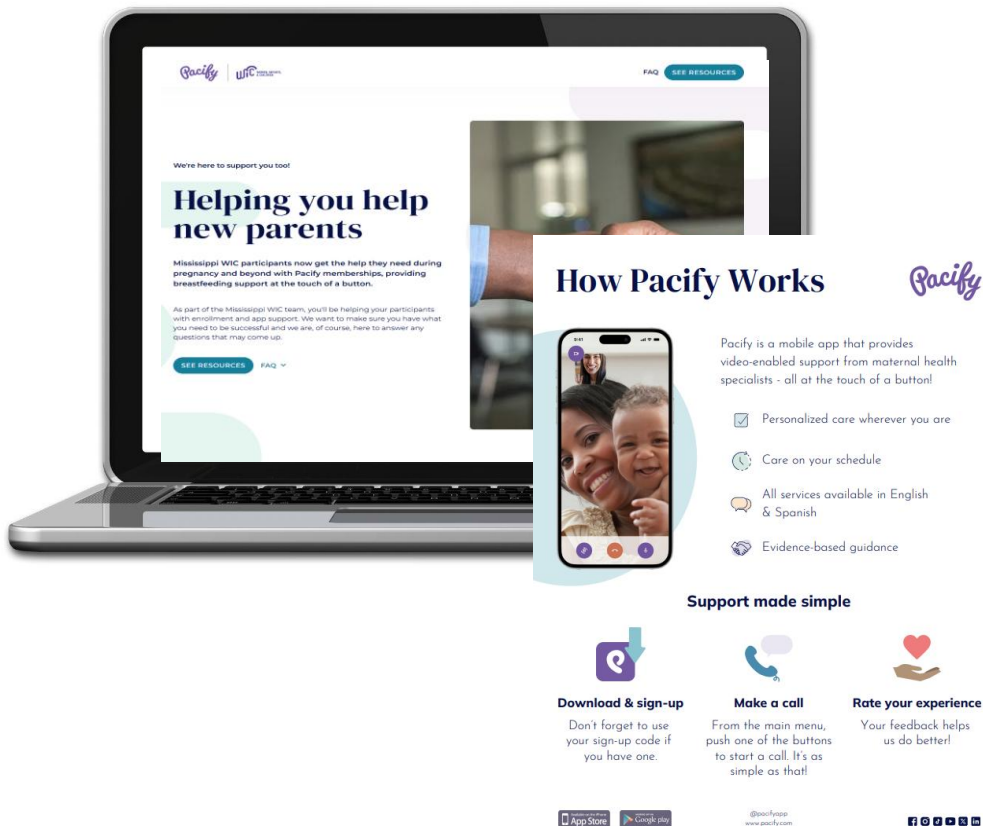 Pacify
WIC
FAQ
SEE RESOURCES
We're here to support you too!
Helping you help
new parents
Mississippi WIC participants now get the help they need during
pregnancy and beyond with Pacify memberships, providing
breastfeeding support at the touch of a button.
As part of the Mississippi WIC team, you'll be helping your participants
with enrollment and app support. We want to make sure you have what
you need to be successful and we are, of course, here to answer any
questions that may come up.
SEE RESOURCES
FAQ
How Pacify Works
Pacify
9:41
Pacify is a mobile app that provides
video-enabled support from maternal health
specialists - all at the touch of a button!
Personalized care wherever you are
Care on your schedule
All services available in English
& Spanish
Evidence-based guidance
Support made simple
Download & sign-up
Don't forget to use
your sign-up code if
you have one.
Make a call
From the main menu,
push one of the buttons
to start a call. It's as
simple as that!
Rate your experience
Your feedback helps
us do better!
App Store
Google play
@pacifyapp
www.pacify.com